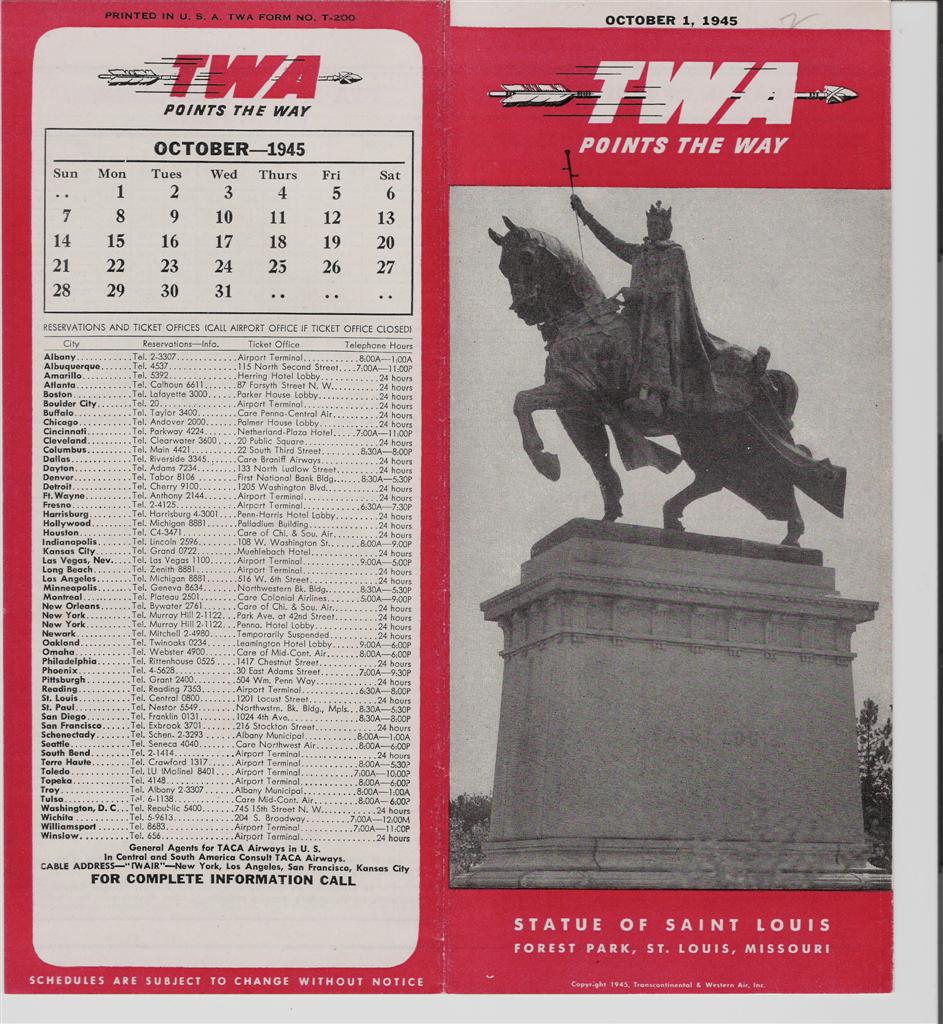 PRINTED IN U. S. A. TWA FORM NO. T-200
TWA
POINTS THE WAY
OCTOBER—1945
Sun Mon Tues Wed Thurs Fri Sat
.. 1 2 3 4 5 6
7 8 9 10 11 12 13
14 15 16 17 18 19 20
21 22 23 24 25 26 27
28 29 30 31 .. .. ..
RESERVATIONS AND TICKET OFFICES (CALL AIRPORT OFFICE IF TICKET OFFICE CLOSED)
City Reservations—Info. Ticket Office Telephone Hours
Albany Tel. 2-3307 Airport Terminal 8:00A—1:00A
Albuquerque Tel. 4537 115 North Second Street 7:00A—11:00P
Amarillo Tel. 5392 Herring Hotel Lobby 24 hours
Atlanta Tel. Calhoun 6611 87 Forsyth Street N. W. 24 hours
Boston Tel. Lafayette 3000 Parker House Lobby 24 hours
Boulder City Tel. 20 Airport Terminal 24 hours
Buffalo Tel. Taylor 3400 Care Penna-Central Air 24 hours
Chicago Tel. Andover 2000 Palmer House Lobby 24 hours
Cincinnati Tel. Parkway 4224 Netherland-Plaza Hotel 7:00A—11:00P
Cleveland Tel. Clearwater 3600 20 Public Square 24 hours
Columbus Tel. Main 4421 22 South Third Street 8:30A—8:00P
Dallas Tel. Riverside 3345 Care Braniff Airways 24 hours
Dayton Tel. Adams 7234 133 North Ludlow Street 24 hours
Denver Tel. Tabor 8106 First National Bank Bldg. 8:30A—5:30P
Detroit Tel. Cherry 9100 1205 Washington Blvd. 24 hours
Ft. Wayne Tel. Anthony 2144 Airport Terminal 24 hours
Fresno Tel. 2-4125 Airport Terminal 6:30A—7:30P
Harrisburg Tel. Harrisburg 4-3001 Penn-Harris Hotel Lobby 24 hours
Hollywood Tel. Michigan 8881 Palladium Building 24 hours
Houston Tel. C4-3471 Care of Chi. & Sou. Air. 24 hours
Indianapolis Tel. Lincoln 2596 108 W. Washington St. 8:00A—9:00P
Kansas City Tel. Grand 0722 Muehlebach Hotel 24 hours
Las Vegas, Nev. Tel. Las Vegas 1100 Airport Terminal 9:00A—5:00P
Long Beach Tel. Zenith 8881 Airport Terminal 24 hours
Los Angeles Tel. Michigan 8881 516 W. 6th Street 24 hours
Minneapolis Tel. Geneva 8634 Northwestern Bk. Bldg. 8:30A—5:30P
Montreal Tel. Plateau 2501 Care Colonial Airlines 5:00A—9:00P
New Orleans Tel. Bywater 2761 Care of Chi. & Sou. Air. 24 hours
New York Tel. Murray Hill 2-1122 Park Ave. at 42nd Street 24 hours
New York Tel. Murray Hill 2-1122 Penna. Hotel Lobby 24 hours
Newark Tel. Mitchell 2-4980 Temporarily Suspended 24 hours
Oakland Tel. Twinoaks 0234 Leamington Hotel Lobby 9:00A—6:00P
Omaha Tel. Webster 4900 Care of Mid-Cont. Air 8:00A—6:00P
Philadelphia Tel. Rittenhouse 0525 1417 Chestnut Street 24 hours
Phoenix Tel. 4-5628 30 East Adams Street 7:00A—9:30P
Pittsburgh Tel. Grant 2400 504 Wm. Penn Way 24 hours
Reading Tel. Reading 7353 Airport Terminal 6:30A—8:00P
St. Louis Tel. Central 0800 1201 Locust Street 24 hours
St. Paul Tel. Nestor 5549 Northwstrn. Bk. Bldg., Mpls. 8:30A—5:30P
San Diego Tel. Franklin 0131 1024 4th Ave. 8:30A—8:00P
San Francisco Tel. Exbrook 3701 216 Stockton Street 24 hours
Schenectady Tel. Schen. 2-3293 Albany Municipal 8:00A—1:00A
Seattle Tel. Seneca 4040 Care Northwest Air 8:00A—6:00P
South Bend Tel. 2-1414 Airport Terminal 24 hours
Terre Haute Tel. Crawford 1317 Airport Terminal 8:00A—5:30P
Toledo Tel. LU (Moline) 8401 Airport Terminal 7:00A—10:00P
Topeka Tel. 4148 Airport Terminal 8:00A—6:00P
Troy Tel. Albany 2-3307 Albany Municipal 8:00A—1:00A
Tulsa Tel. 6-1138 Care Mid-Cont. Air 8:00A—6:00P
Washington, D. C. Tel. Republic 5400 745 15th Street N. W. 24 hours
Wichita Tel. 5-9613 204 S. Broadway 7:00A—12:00M
Williamsport Tel. 8683 Airport Terminal 7:00A—11:00P
Winslow Tel. 656 Airport Terminal 24 hours
General Agents for TACA Airways in U. S.
In Central and South America Consult TACA Airways.
CABLE ADDRESS—"TWAIR"—New York, Los Angeles, San Francisco, Kansas City
FOR COMPLETE INFORMATION CALL
SCHEDULES ARE SUBJECT TO CHANGE WITHOUT NOTICE
OCTOBER 1, 1945
2
TWA
POINTS THE WAY
STATUE OF SAINT LOUIS
FOREST PARK, ST. LOUIS, MISSOURI
Copyright 1945, Transcontinental & Western Air, Inc.